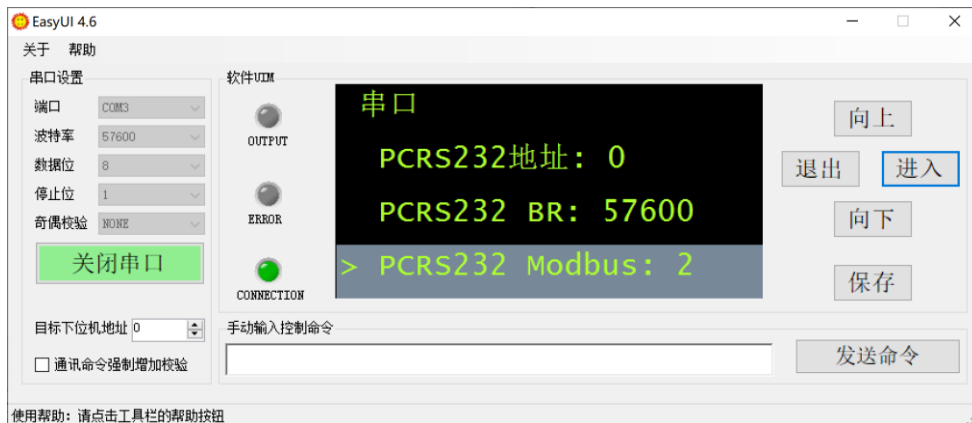 EasyUI 4.6
关于 帮助
串口设置
端口 COM3
波特率 57600
数据位 8
停止位 1
奇偶校验 NONE
关闭串口
目标下位机地址 0
通讯命令强制增加校验
软件UIM
OUTPUT
ERROR
CONNECTION
串口
PCRS232地址: 0
PCRS232 BR: 57600
> PCRS232 Modbus: 2
向上
退出 进入
向下
保存
手动输入控制命令
发送命令
使用帮助: 请点击工具栏的帮助按钮